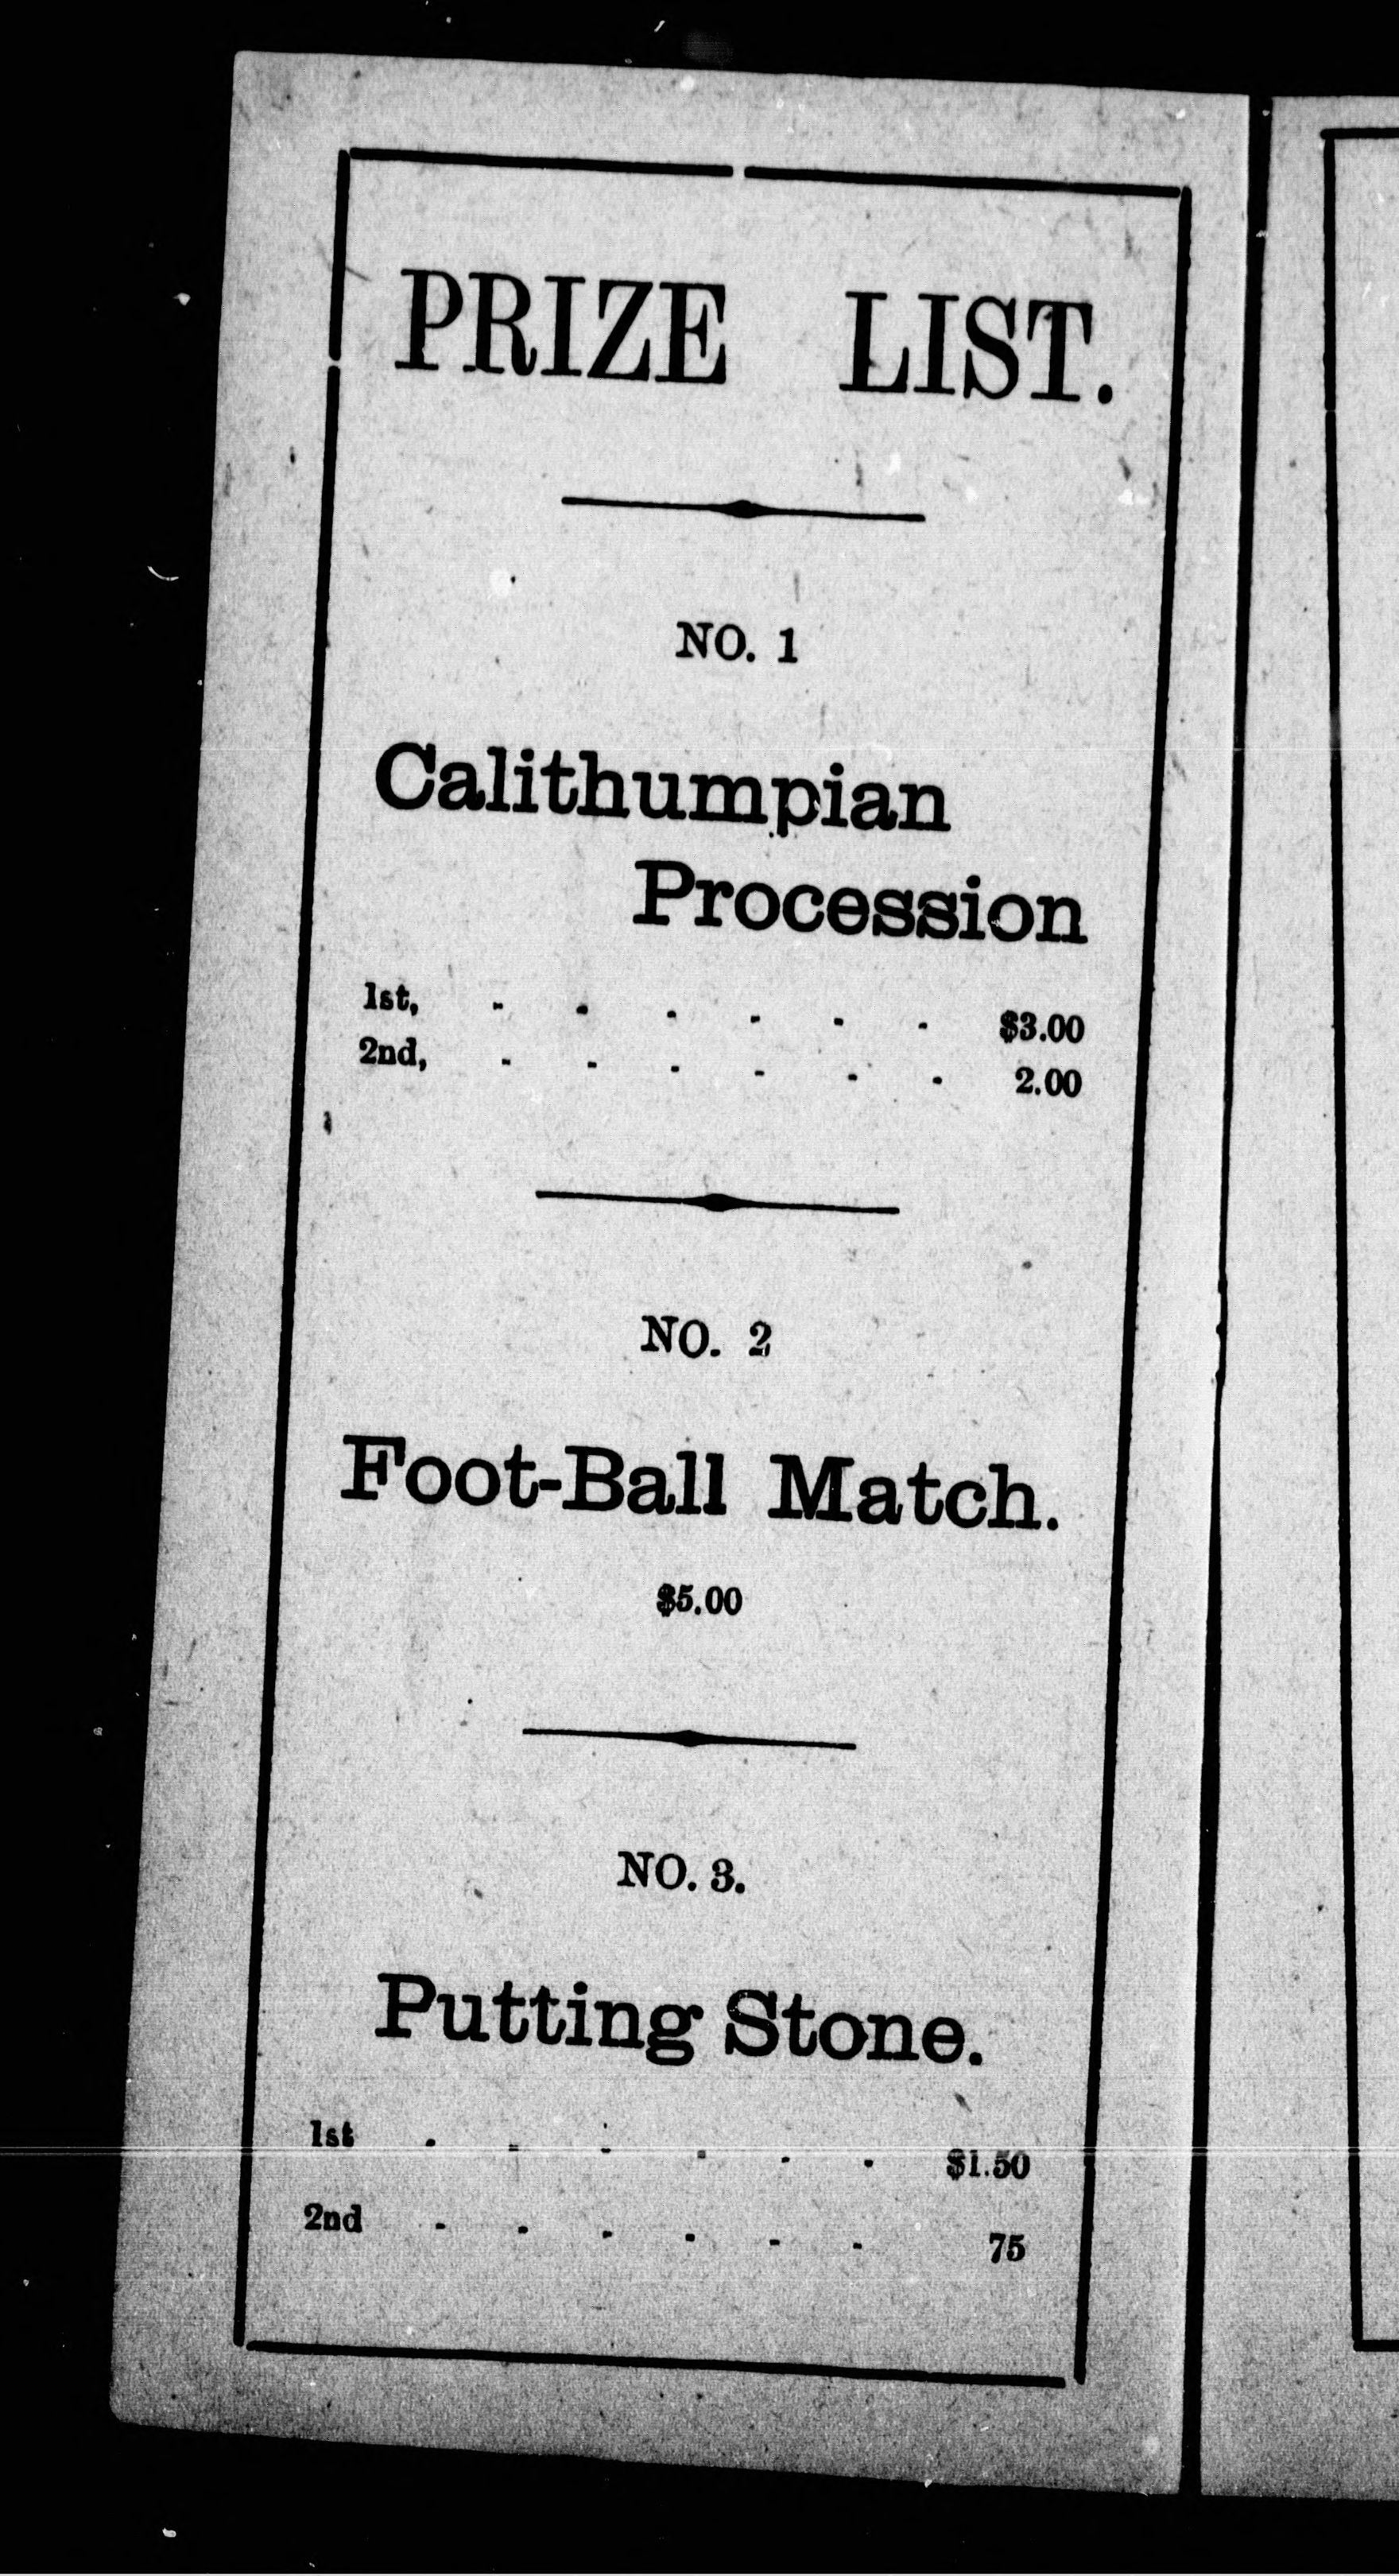 PRIZE LIST.
NO. 1
Calithumpian
Procession
1st, - - - - - - $3.00
2nd, - - - - - - 2.00
NO. 2
Foot-Ball Match.
$5.00
NO. 3.
Putting Stone.
1st - - - - - - $1.50
2nd - - - - - - 75